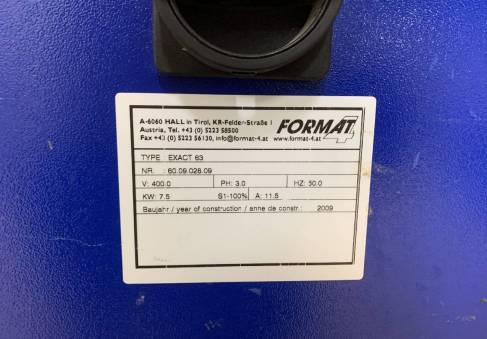 A-6060 HALL in Tirol, KR-Felder-Straße 1
Austria, Tel. +43 (0) 5223 58500
Fax +43 (0) 5223 56130, info@format-4.at
FORMAT 4
www.format-4.at
TYPE EXACT 63
NR. : 60.09.028.09
V: 400.0 PH: 3.0 HZ: 50.0
KW: 7.5 S1-100% A: 11.5
Baujahr / year of construction / anne de constr.: 2009